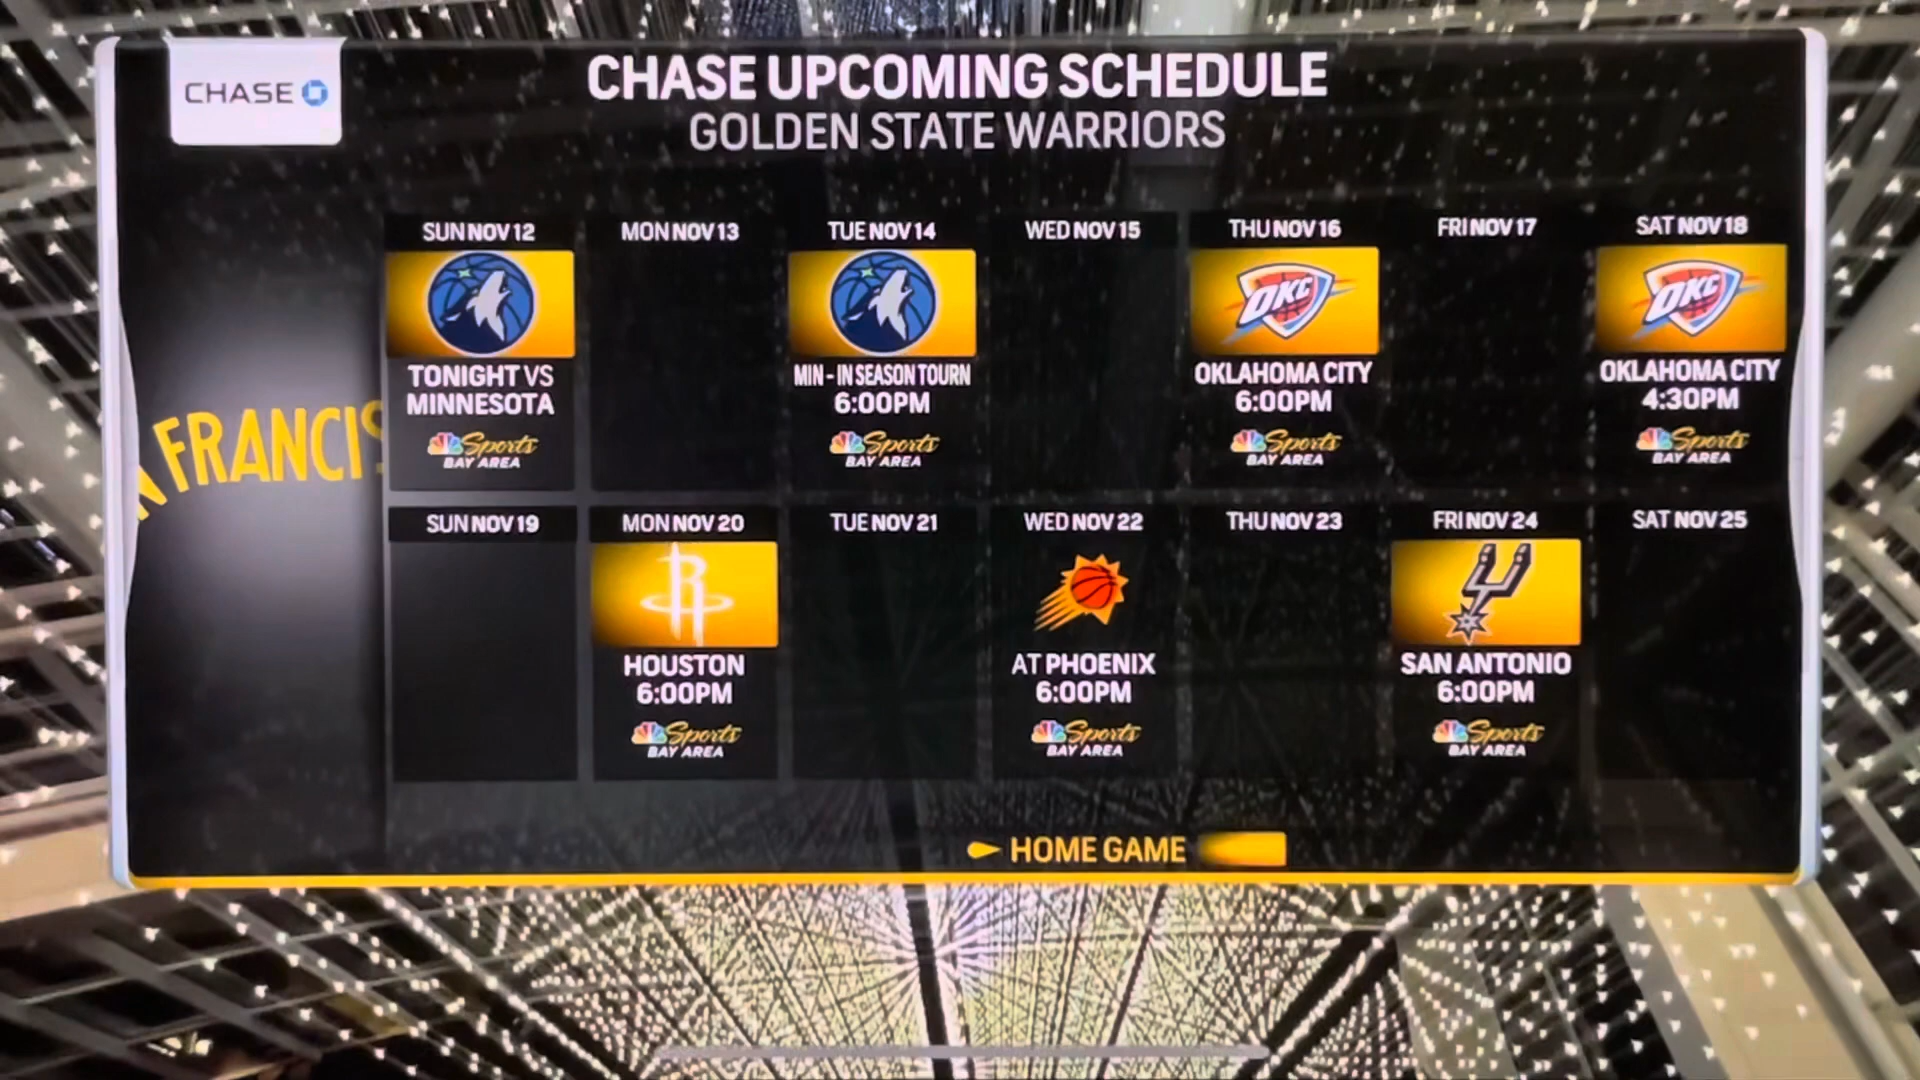 CHASE
CHASE UPCOMING SCHEDULE
GOLDEN STATE WARRIORS
FRANCIS
SUN NOV 12
MON NOV 13
TUE NOV 14
WED NOV 15
THU NOV 16
FRI NOV 17
SAT NOV 18
OKC
OKC
TONIGHT VS
MINNESOTA
MIN - IN SEASON TOURN
6:00PM
OKLAHOMA CITY
6:00PM
OKLAHOMA CITY
4:30PM
Sports
BAY AREA
Sports
BAY AREA
Sports
BAY AREA
Sports
BAY AREA
SUN NOV 19
MON NOV 20
TUE NOV 21
WED NOV 22
THU NOV 23
FRI NOV 24
SAT NOV 25
R
HOUSTON
6:00PM
AT PHOENIX
6:00PM
SAN ANTONIO
6:00PM
Sports
BAY AREA
Sports
BAY AREA
Sports
BAY AREA
HOME GAME